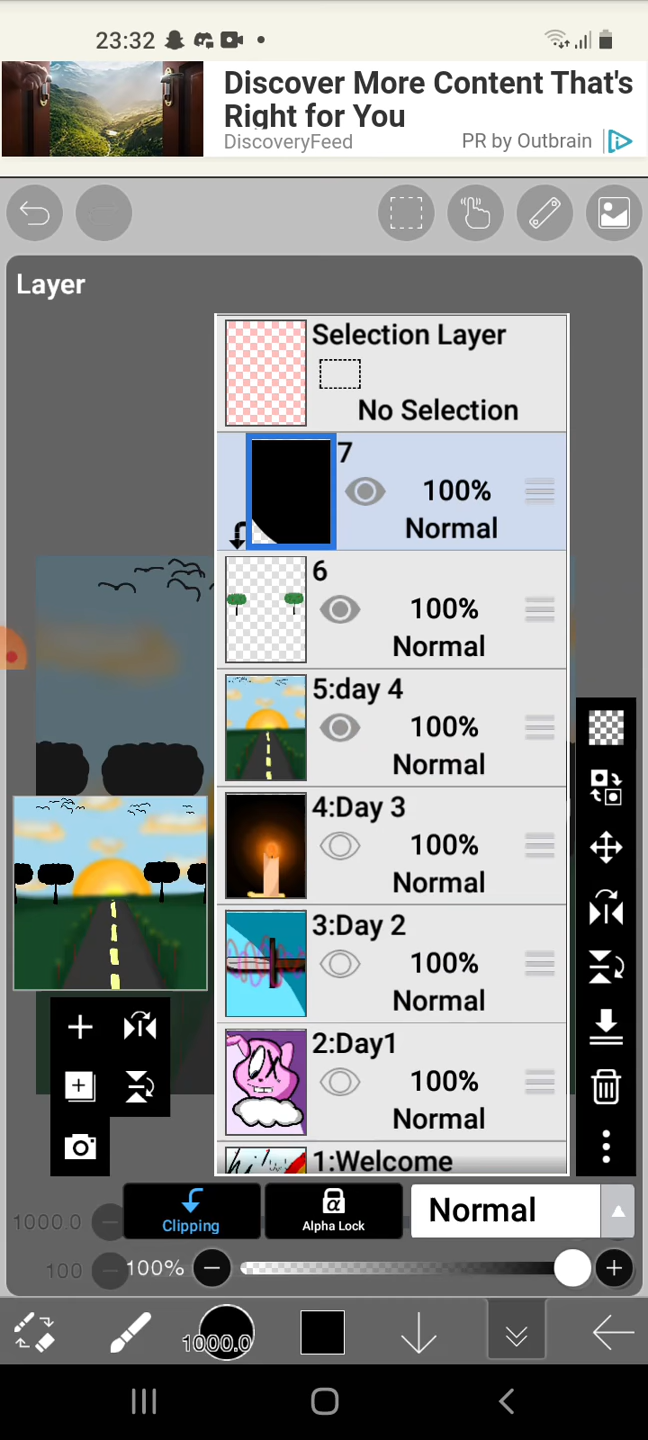 23:32
Discover More Content That's
Right for You
DiscoveryFeed
PR by Outbrain
Layer
Selection Layer
No Selection
7
100%
Normal
6
100%
Normal
5:day 4
100%
Normal
4:Day 3
100%
Normal
3:Day 2
100%
Normal
2:Day1
100%
Normal
hi!
1:Welcome
1000.0
Clipping
α
Alpha Lock
Normal
100
100%
1000.0